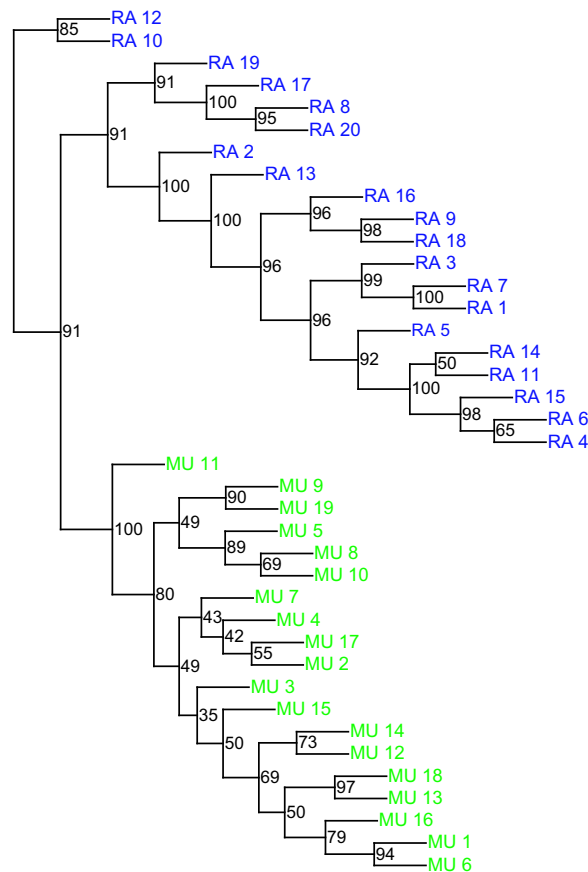 RA 12
85
RA 10
RA 19
91
RA 17
100
RA 8
95
RA 20
91
RA 2
100
RA 13
100
RA 16
96
RA 9
98
RA 18
96
RA 3
99
RA 7
100
RA 1
96
RA 5
92
RA 14
50
RA 11
100
RA 15
98
RA 6
65
RA 4
91
MU 11
100
MU 9
90
MU 19
49
MU 5
89
MU 8
69
MU 10
80
MU 7
43
MU 4
42
MU 17
55
MU 2
49
MU 3
35
MU 15
50
MU 14
73
MU 12
69
MU 18
97
MU 13
50
MU 16
79
MU 1
94
MU 6